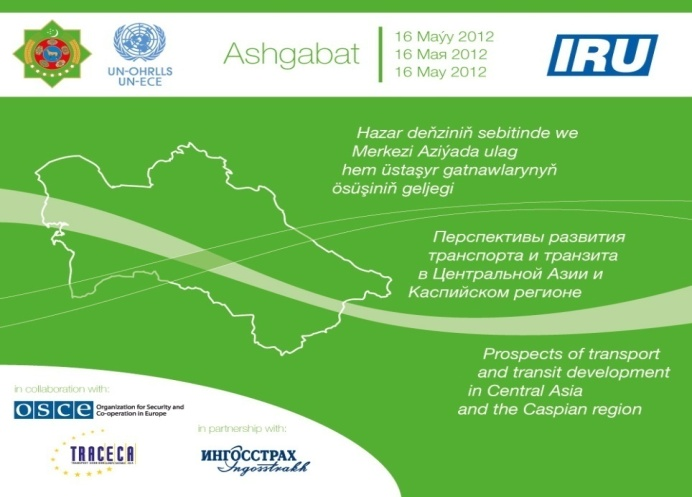 UN-OHRLLS
UN-ECE
Ashgabat
16 Maýy 2012
16 Мая 2012
16 May 2012
IRU
Hazar deňziniň sebitinde we
Merkezi Aziýada ulag
hem üstaşyr gatnawlarynyň
ösüşiniň geljegi
Перспективы развития
транспорта и транзита
в Центральной Азии и
Каспийском регионе
Prospects of transport
and transit development
in Central Asia
and the Caspian region
in collaboration with:
osce Organization for Security and
Co-operation in Europe
TRACECA
in partnership with:
ИНГОССТРАХ
Ingosstrakh